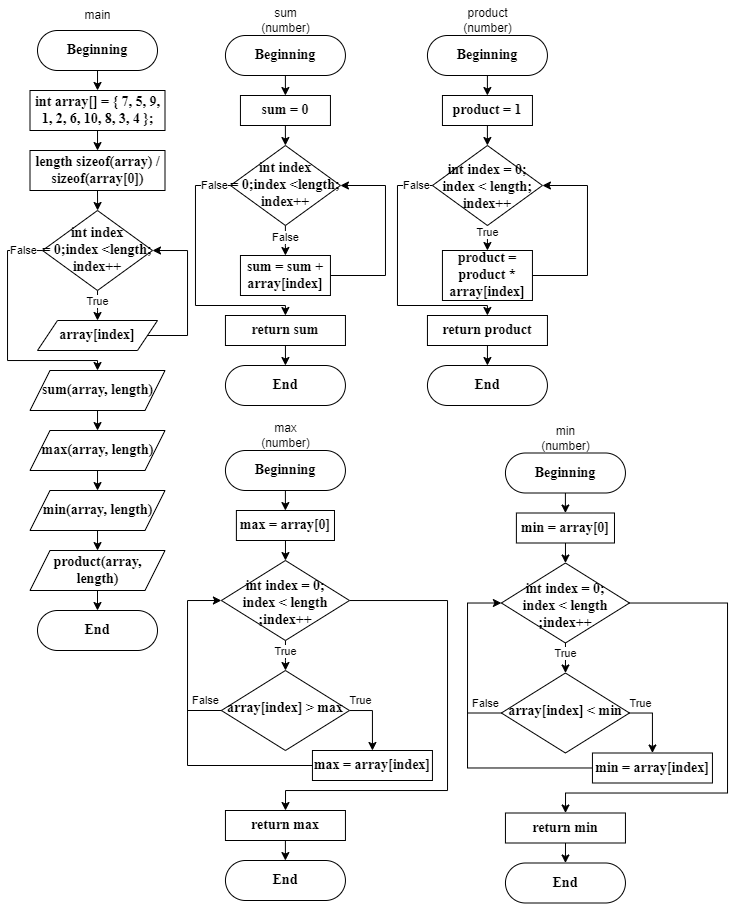 main
Beginning
int array[] = { 7, 5, 9,
1, 2, 6, 10, 8, 3, 4 };
length sizeof(array) /
sizeof(array[0])
int index
= 0;index <length;
index++
False
True
array[index]
sum(array, length)
max(array, length)
min(array, length)
product(array,
length)
End
sum
(number)
Beginning
sum = 0
int index
= 0;index <length;
index++
False
False
sum = sum +
array[index]
return sum
End
product
(number)
Beginning
product = 1
int index = 0;
index < length;
index++
False
True
product =
product *
array[index]
return product
End
max
(number)
Beginning
max = array[0]
int index = 0;
index < length
;index++
True
False
array[index] > max
True
max = array[index]
return max
End
min
(number)
Beginning
min = array[0]
int index = 0;
index < length
;index++
True
False
array[index] < min
True
min = array[index]
return min
End